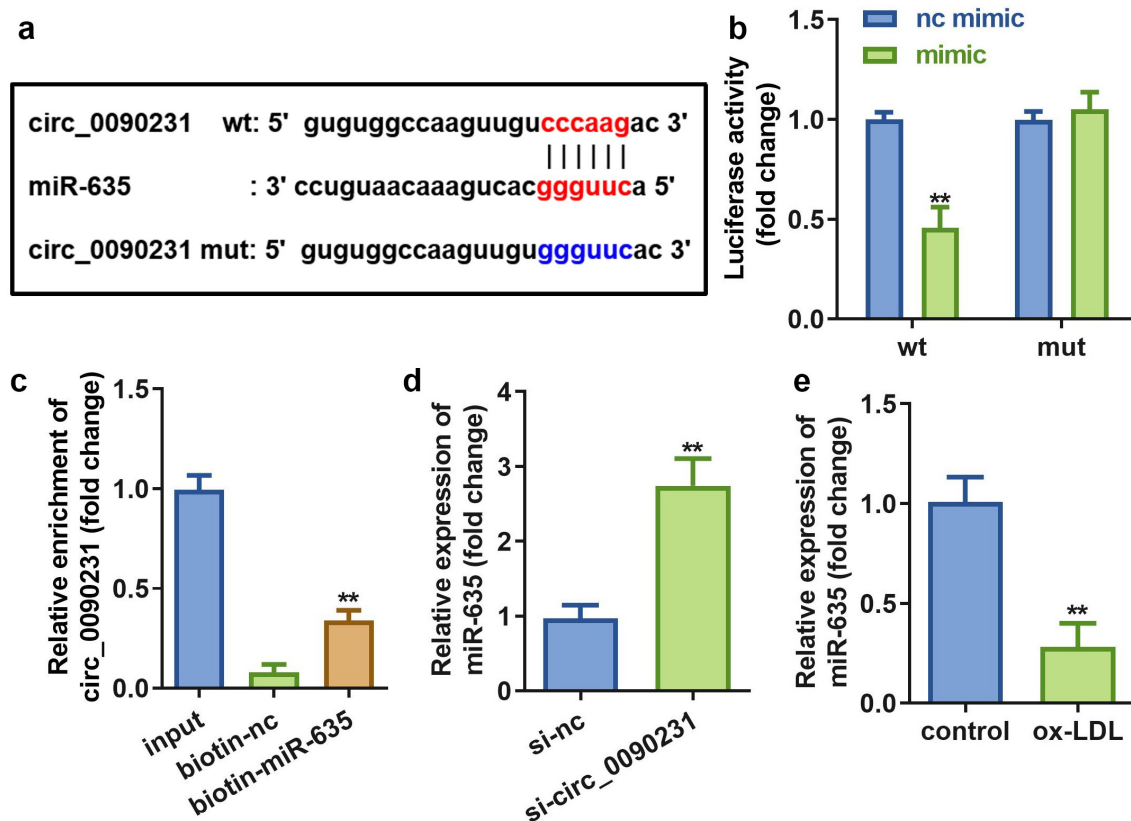 a
circ_0090231 wt: 5' guguggccaaguugucccaagac 3'
miR-635 : 3' ccuguaacaaagucacggguuca 5'
circ_0090231 mut: 5' guguggccaaguuguggguucac 3'
b
nc mimic
mimic
Luciferase activity
(fold change)
1.5
1.0
0.5
0.0
**
wt mut
c
Relative enrichment of
circ_0090231 (fold change)
1.5
1.0
0.5
0.0
**
input
biotin-nc
biotin-miR-635
d
Relative expression of
miR-635 (fold change)
4
3
2
1
0
**
si-nc
si-circ_0090231
e
Relative expression of
miR-635 (fold change)
1.5
1.0
0.5
0.0
**
control ox-LDL